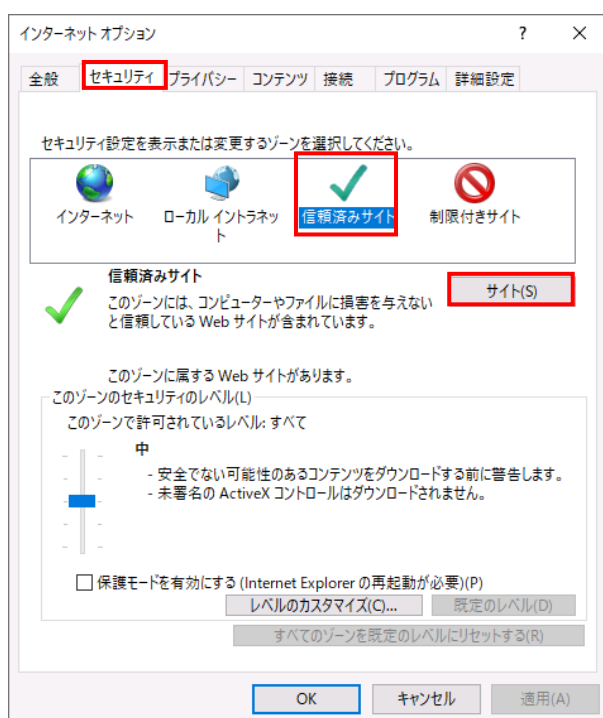 インターネット オプション ? ×
全般 セキュリティ プライバシー コンテンツ 接続 プログラム 詳細設定
セキュリティ設定を表示または変更するゾーンを選択してください。
インターネット ローカル イントラネッ 信頼済みサイト 制限付きサイト
ト
信頼済みサイト
サイト(S)
このゾーンには、コンピューターやファイルに損害を与えない
と信頼している Web サイトが含まれています。
このゾーンに属する Web サイトがあります。
このゾーンのセキュリティのレベル(L)
このゾーンで許可されているレベル: すべて
中
- 安全でない可能性のあるコンテンツをダウンロードする前に警告します。
- 未署名の ActiveX コントロールはダウンロードされません。
保護モードを有効にする (Internet Explorer の再起動が必要)(P)
レベルのカスタマイズ(C)... 既定のレベル(D)
すべてのゾーンを既定のレベルにリセットする(R)
OK キャンセル 適用(A)